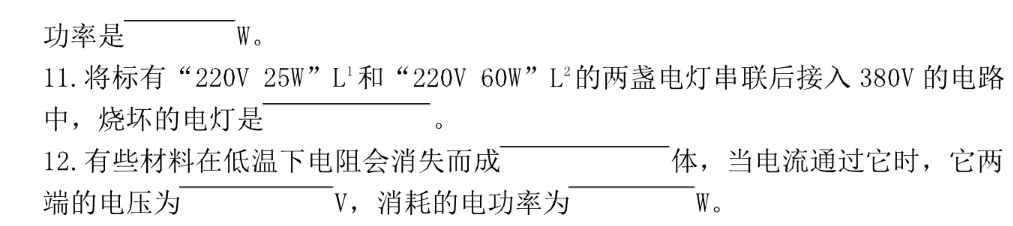 功率是________W。
11.将标有“220V 25W”L¹和“220V 60W”L²的两盏电灯串联后接入 380V 的电路
中，烧坏的电灯是____________。
12.有些材料在低温下电阻会消失而成____________体，当电流通过它时，它两
端的电压为___________V，消耗的电功率为_________W。